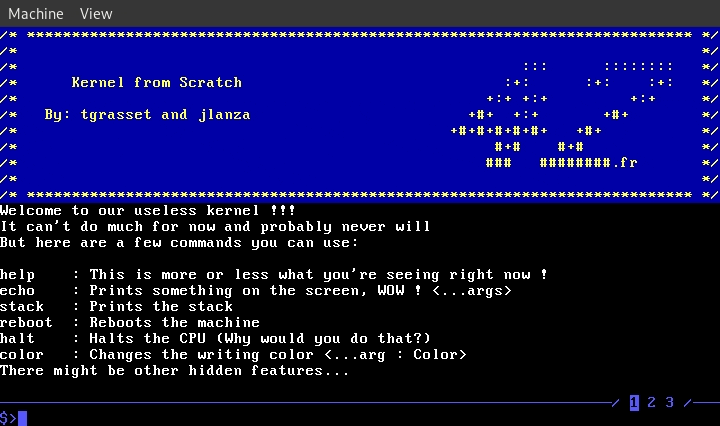 Machine View
/* ************************************************************************* */
/* */
/* ::: :::::::: */
/* Kernel from Scratch :+: :+: :+: */
/* +:+ +:+ +:+ */
/* By: tgrasset and jlanza +#+ +:+ +#+ */
/* +#+#+#+#+#+ +#+ */
/* #+# #+# */
/* ### ########.fr */
/* */
/* ************************************************************************* */
Welcome to our useless kernel !!!
It can't do much for now and probably never will
But here are a few commands you can use:
help : This is more or less what you're seeing right now !
echo : Prints something on the screen, WOW ! <...args>
stack : Prints the stack
reboot : Reboots the machine
halt : Halts the CPU (Why would you do that?)
color : Changes the writing color <...arg : Color>
There might be other hidden features...
/ 1 2 3 /
$>